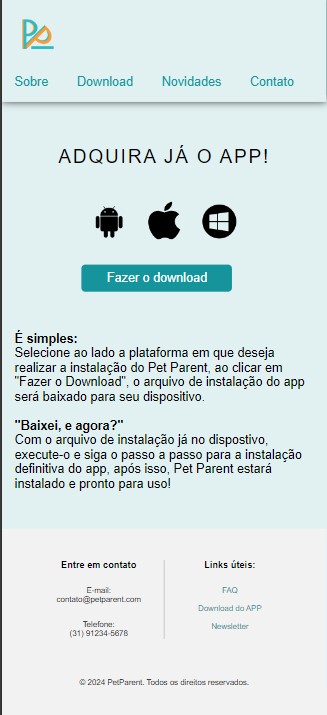 Sobre Download Novidades Contato
ADQUIRA JÁ O APP!
Fazer o download
É simples:
Selecione ao lado a plataforma em que deseja
realizar a instalação do Pet Parent, ao clicar em
"Fazer o Download", o arquivo de instalação do app
será baixado para seu dispositivo.
"Baixei, e agora?"
Com o arquivo de instalação já no dispostivo,
execute-o e siga o passo a passo para a instalação
definitiva do app, após isso, Pet Parent estará
instalado e pronto para uso!
Entre em contato
E-mail:
contato@petparent.com
Telefone:
(31) 91234-5678
Links úteis:
FAQ
Download do APP
Newsletter
© 2024 PetParent. Todos os direitos reservados.